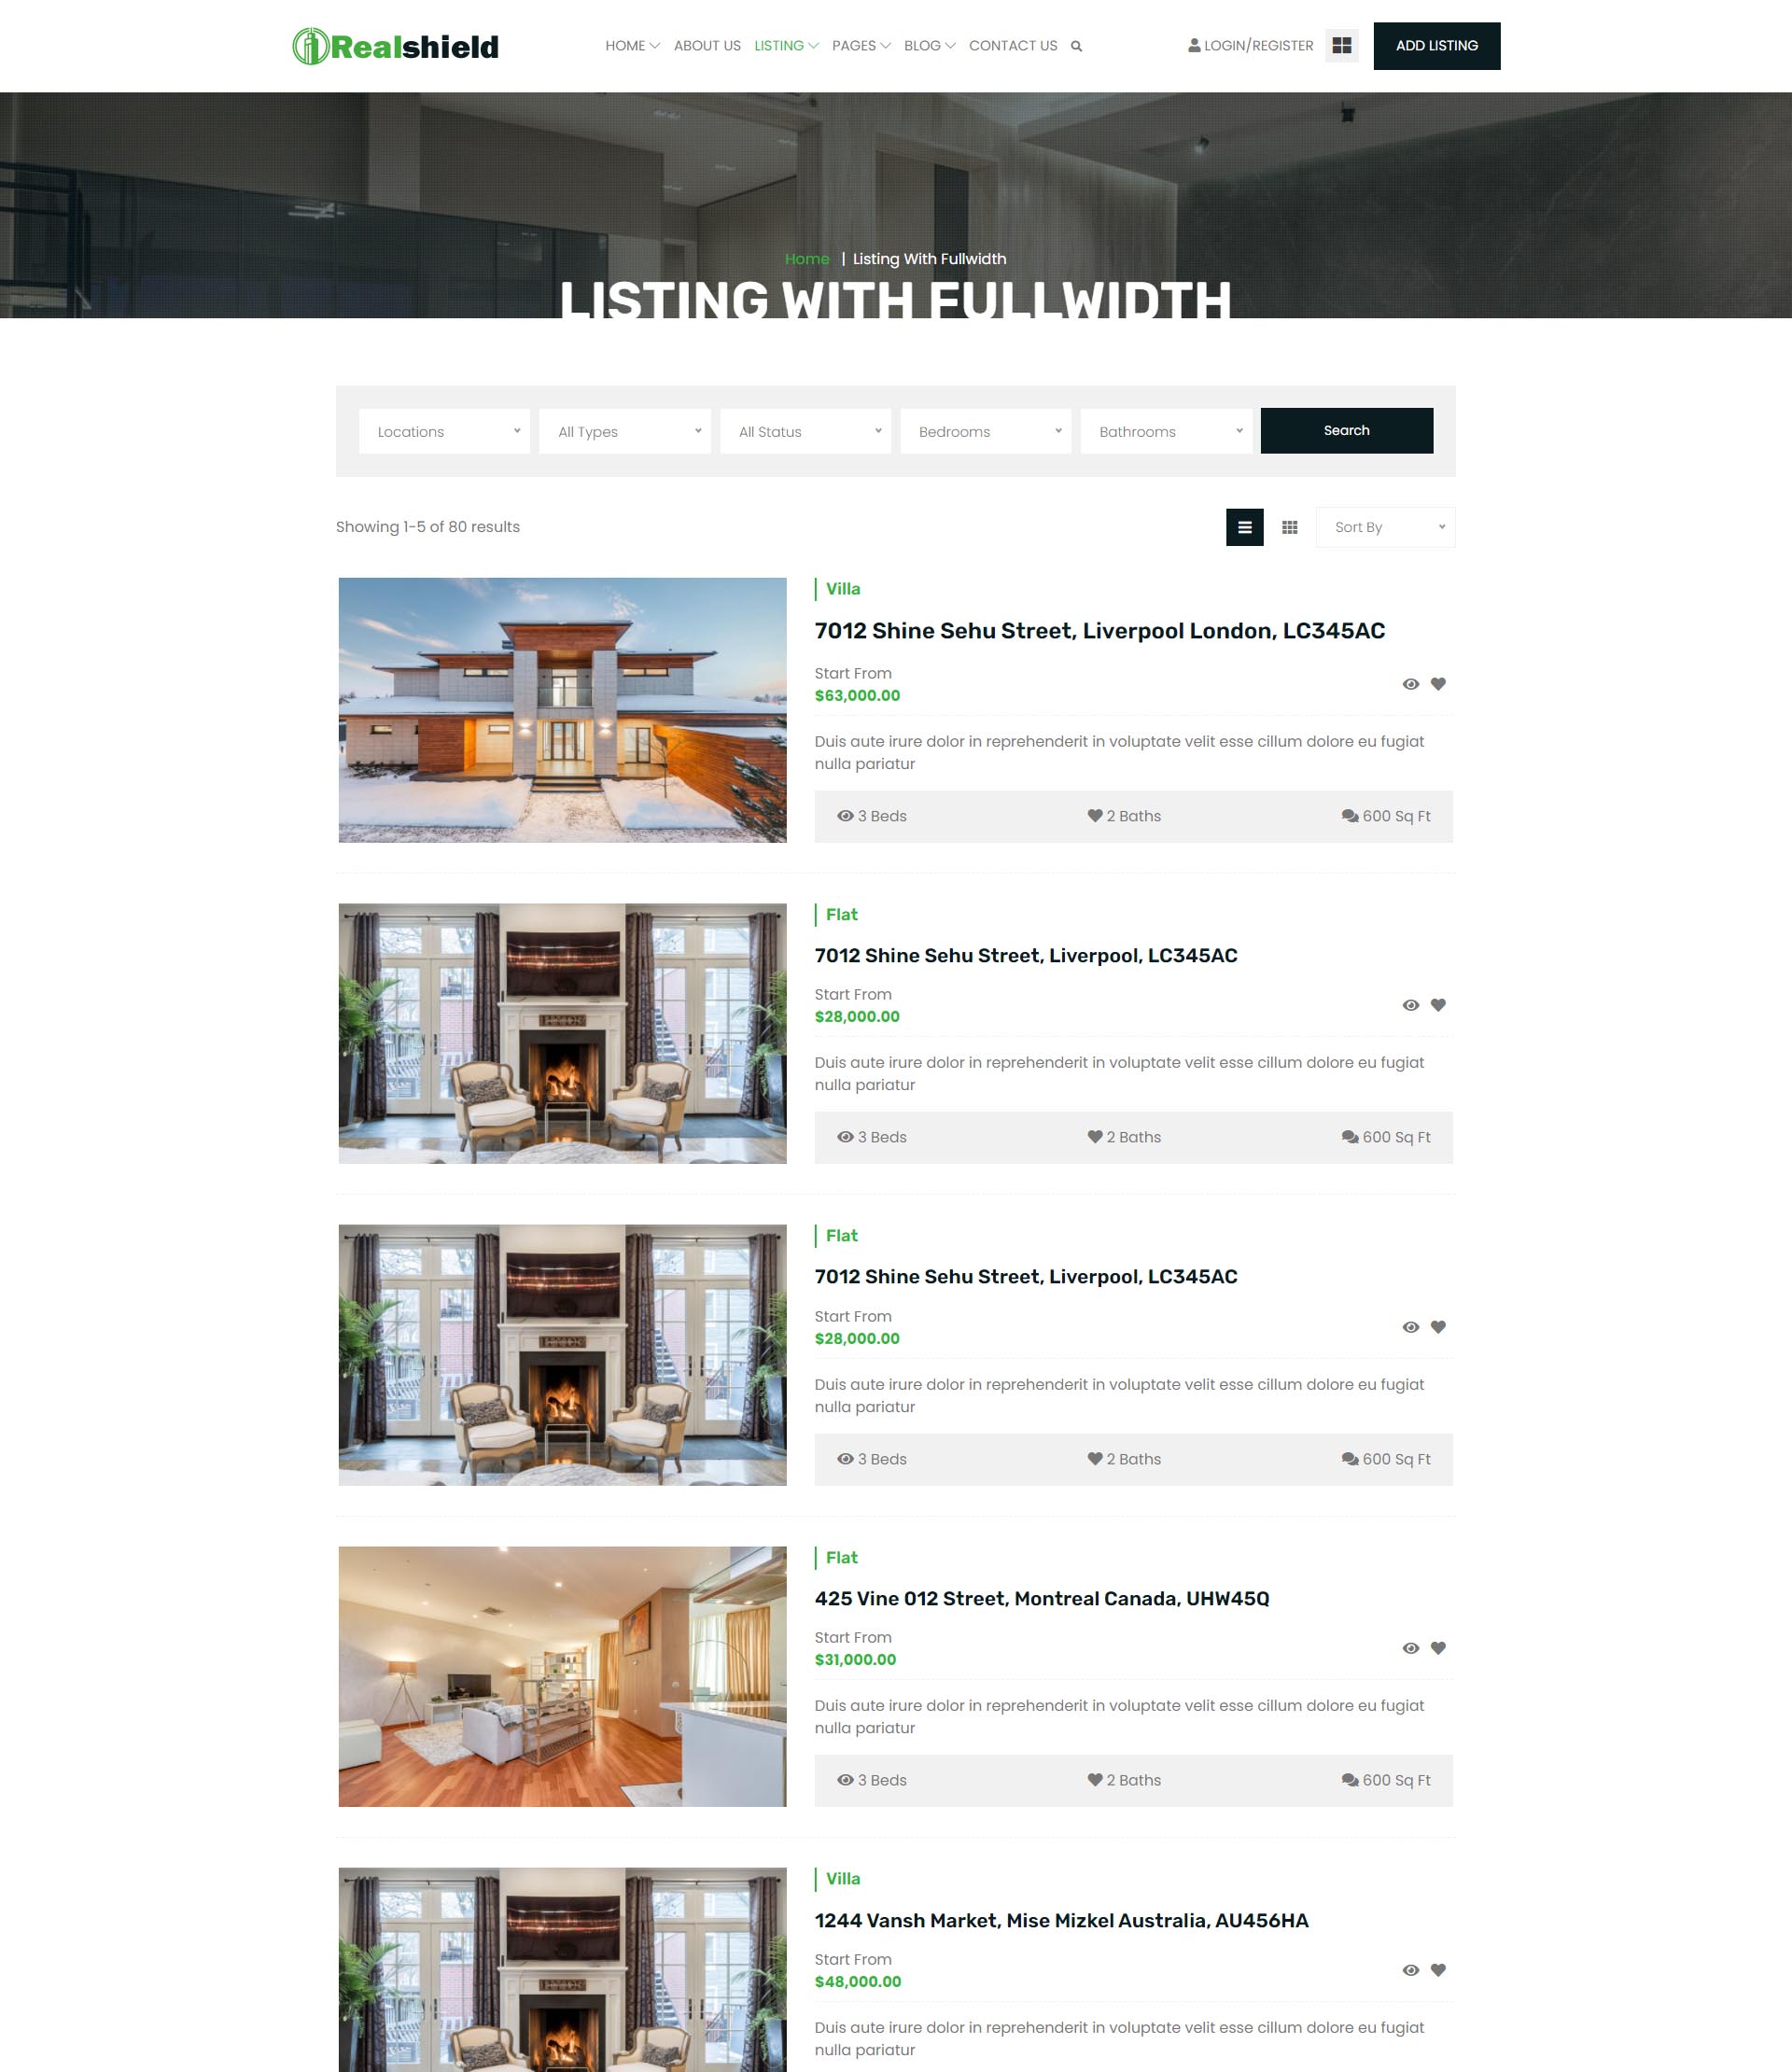 Realshield
HOME ABOUT US LISTING PAGES BLOG CONTACT US LOGIN/REGISTER ADD LISTING
Home | Listing With Fullwidth
LISTING WITH FULLWIDTH
Locations All Types All Status Bedrooms Bathrooms Search
Showing 1-5 of 80 results Sort By
Villa
7012 Shine Sehu Street, Liverpool London, LC345AC
Start From
$63,000.00
Duis aute irure dolor in reprehenderit in voluptate velit esse cillum dolore eu fugiat
nulla pariatur
3 Beds 2 Baths 600 Sq Ft
Flat
7012 Shine Sehu Street, Liverpool, LC345AC
Start From
$28,000.00
Duis aute irure dolor in reprehenderit in voluptate velit esse cillum dolore eu fugiat
nulla pariatur
3 Beds 2 Baths 600 Sq Ft
Flat
7012 Shine Sehu Street, Liverpool, LC345AC
Start From
$28,000.00
Duis aute irure dolor in reprehenderit in voluptate velit esse cillum dolore eu fugiat
nulla pariatur
3 Beds 2 Baths 600 Sq Ft
Flat
425 Vine 012 Street, Montreal Canada, UHW45Q
Start From
$31,000.00
Duis aute irure dolor in reprehenderit in voluptate velit esse cillum dolore eu fugiat
nulla pariatur
3 Beds 2 Baths 600 Sq Ft
Villa
1244 Vansh Market, Mise Mizkel Australia, AU456HA
Start From
$48,000.00
Duis aute irure dolor in reprehenderit in voluptate velit esse cillum dolore eu fugiat
nulla pariatur